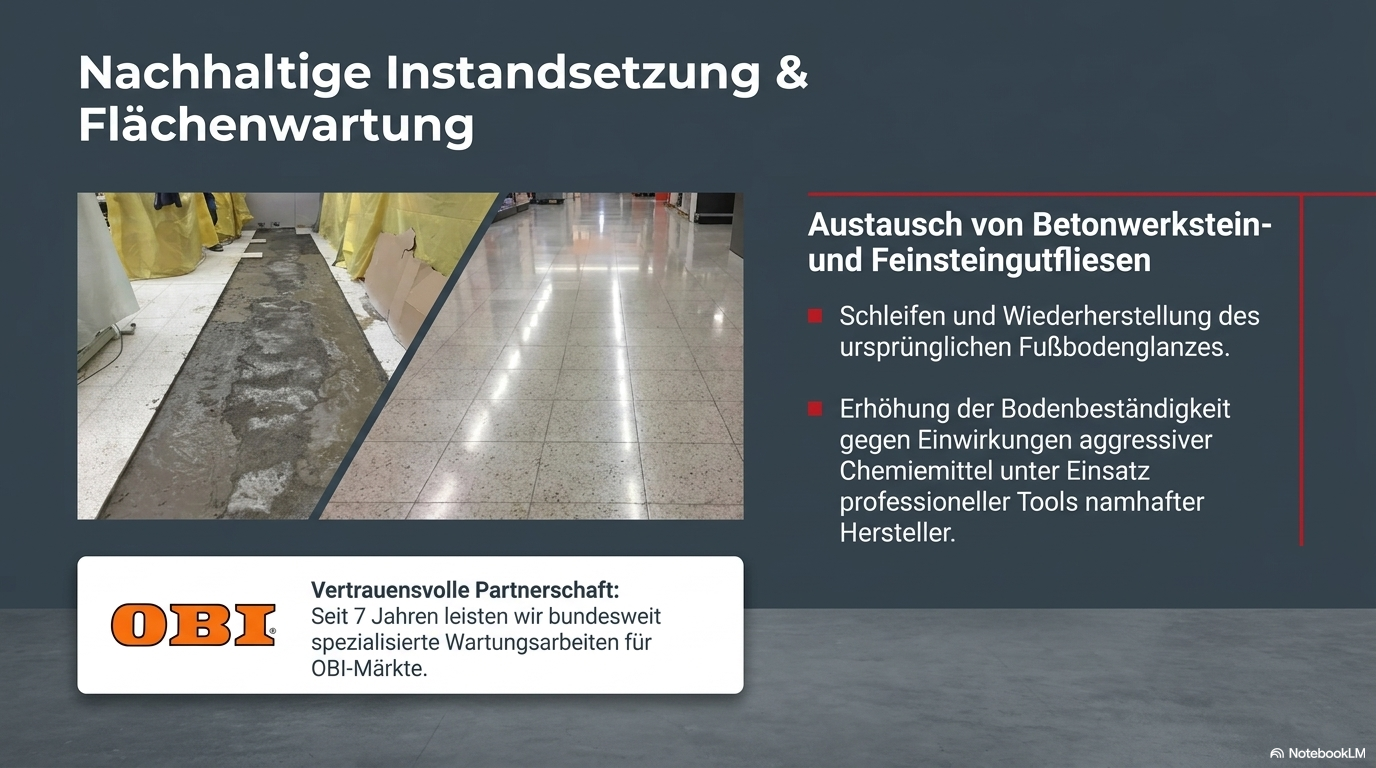 Nachhaltige Instandsetzung &
Flächenwartung
Austausch von Betonwerkstein-
und Feinsteingutfliesen
Schleifen und Wiederherstellung des
ursprünglichen Fußbodenglanzes.
Erhöhung der Bodenbeständigkeit
gegen Einwirkungen aggressiver
Chemiemittel unter Einsatz
professioneller Tools namhafter
Hersteller.
OBI®
Vertrauensvolle Partnerschaft:
Seit 7 Jahren leisten wir bundesweit
spezialisierte Wartungsarbeiten für
OBI-Märkte.
NotebookLM